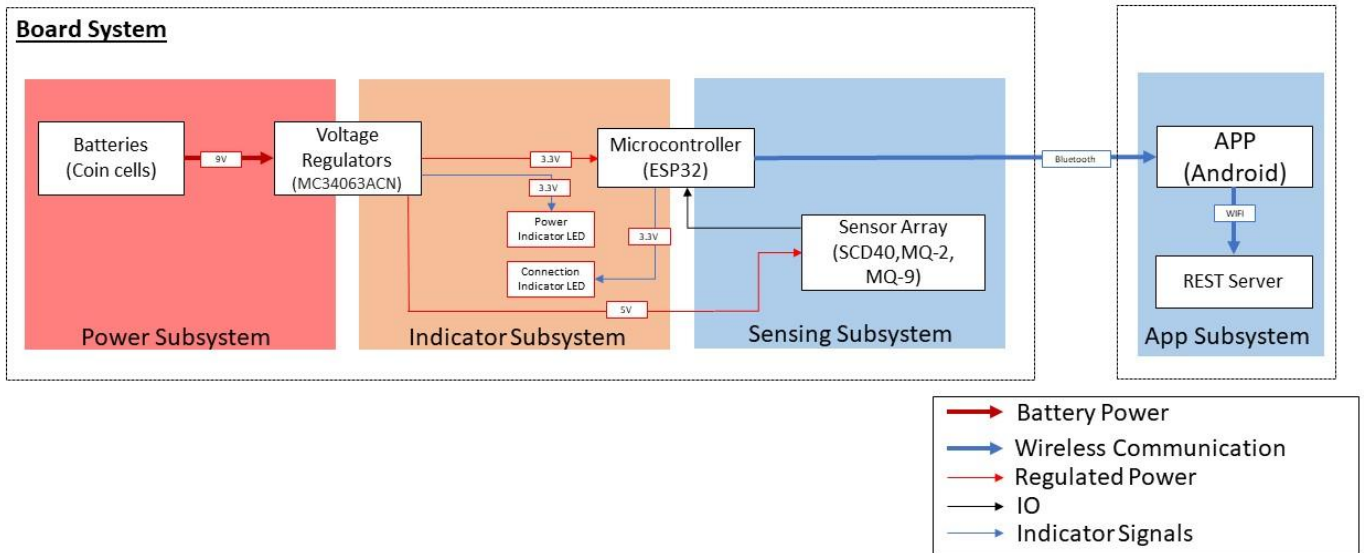 Board System
Batteries
(Coin cells)
9V
Voltage
Regulators
(MC34063ACN)
3.3V
3.3V
Power
Indicator LED
Connection
Indicator LED
3.3V
5V
Microcontroller
(ESP32)
Sensor Array
(SCD40,MQ-2,
MQ-9)
Bluetooth
APP
(Android)
WIFI
REST Server
Power Subsystem
Indicator Subsystem
Sensing Subsystem
App Subsystem
Battery Power
Wireless Communication
Regulated Power
IO
Indicator Signals